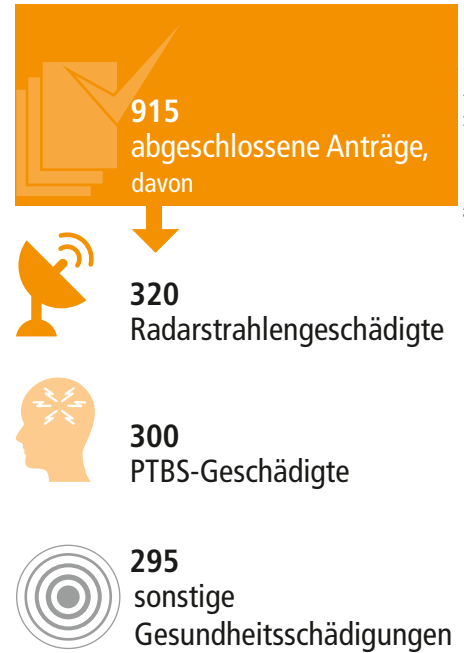 915
abgeschlossene Anträge,
davon
320
Radarstrahlengeschädigte
300
PTBS-Geschädigte
295
sonstige
Gesundheitsschädigungen